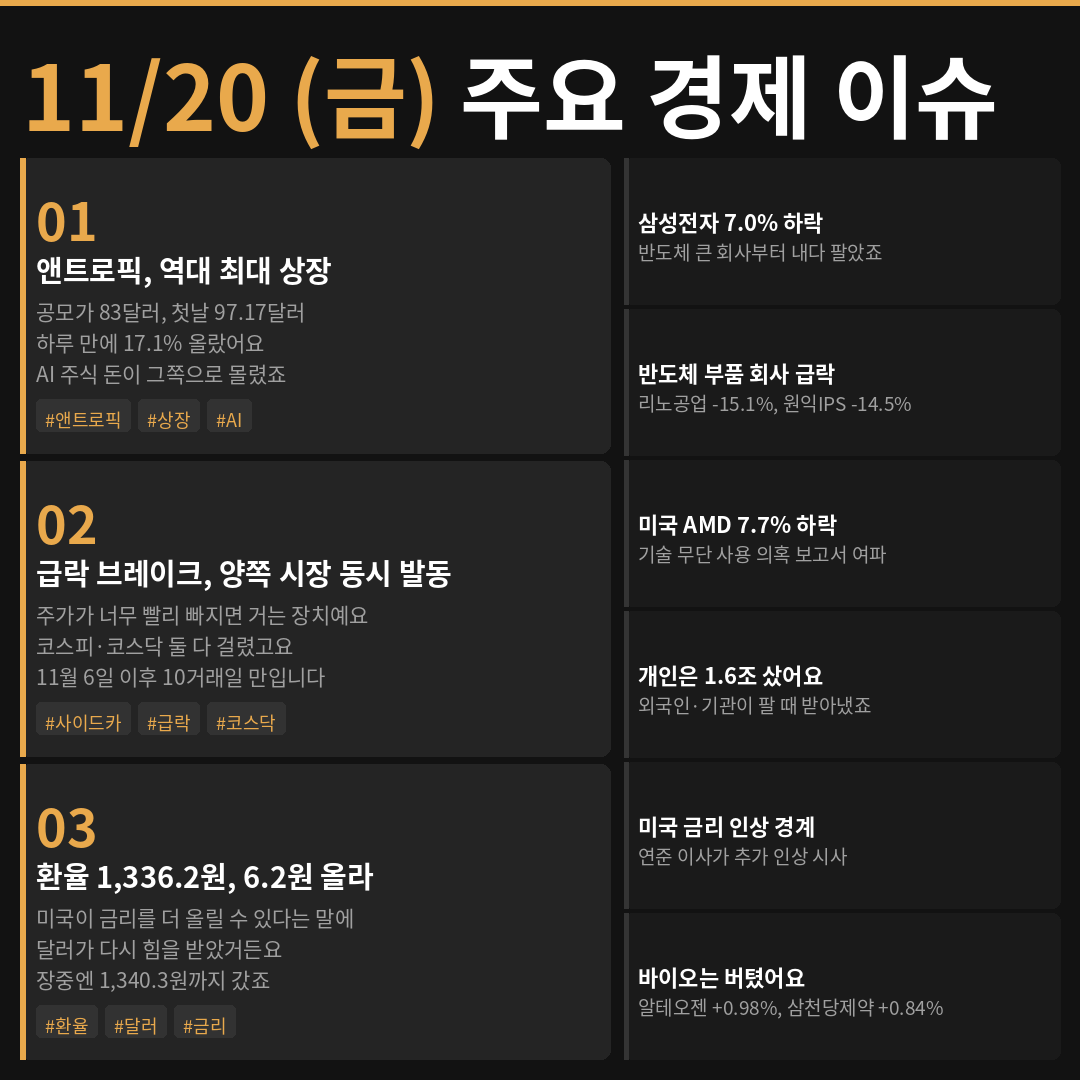 11/20 (금) 주요 경제 이슈
01
앤트로픽, 역대 최대 상장
공모가 83달러, 첫날 97.17달러
하루 만에 17.1% 올랐어요
AI 주식 돈이 그쪽으로 몰렸죠
#앤트로픽 #상장 #AI
02
급락 브레이크, 양쪽 시장 동시 발동
주가가 너무 빨리 빠지면 거는 장치예요
코스피·코스닥 둘 다 걸렸고요
11월 6일 이후 10거래일 만입니다
#사이드카 #급락 #코스닥
03
환율 1,336.2원, 6.2원 올라
미국이 금리를 더 올릴 수 있다는 말에
달러가 다시 힘을 받았거든요
장중엔 1,340.3원까지 갔죠
#환율 #달러 #금리
삼성전자 7.0% 하락
반도체 큰 회사부터 내다 팔았죠
반도체 부품 회사 급락
리노공업 -15.1%, 원익IPS -14.5%
미국 AMD 7.7% 하락
기술 무단 사용 의혹 보고서 여파
개인은 1.6조 샀어요
외국인·기관이 팔 때 받아냈죠
미국 금리 인상 경계
연준 이사가 추가 인상 시사
바이오는 버텼어요
알테오젠 +0.98%, 삼천당제약 +0.84%